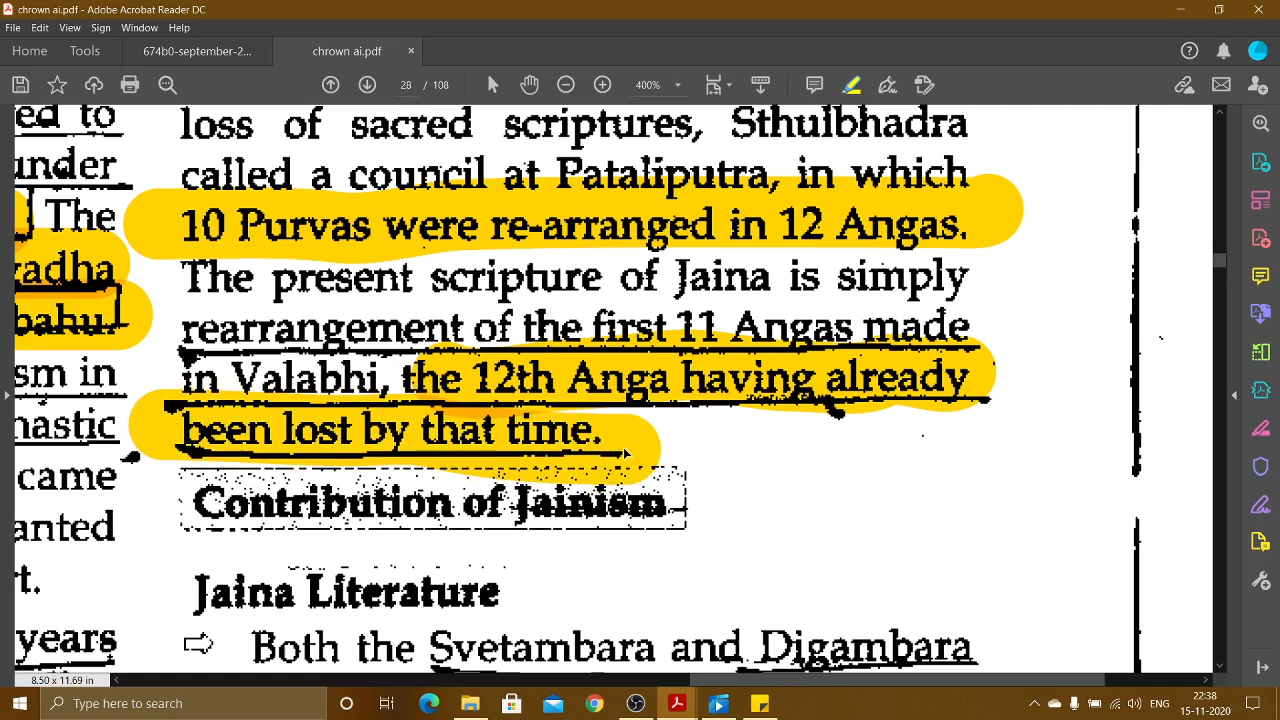 chrown ai.pdf - Adobe Acrobat Reader DC
File Edit View Sign Window Help
Home Tools 674b0-september-2... chrown ai.pdf ×
28 / 108 400%
ed to
under
The
adha
bahu.
sm in
nastic
came
anted
rt.
years
loss of sacred scriptures, Sthulbhadra
called a council at Pataliputra, in which
10 Purvas were re-arranged in 12 Angas.
The present scripture of Jaina is simply
rearrangement of the first 11 Angas made
in Valabhi, the 12th Anga having already
been lost by that time.
Contribution of Jainism
Jaina Literature
⇨ Both the Svetambara and Digambara
8.50 x 11.69 in
Type here to search
ENG
22:38
15-11-2020